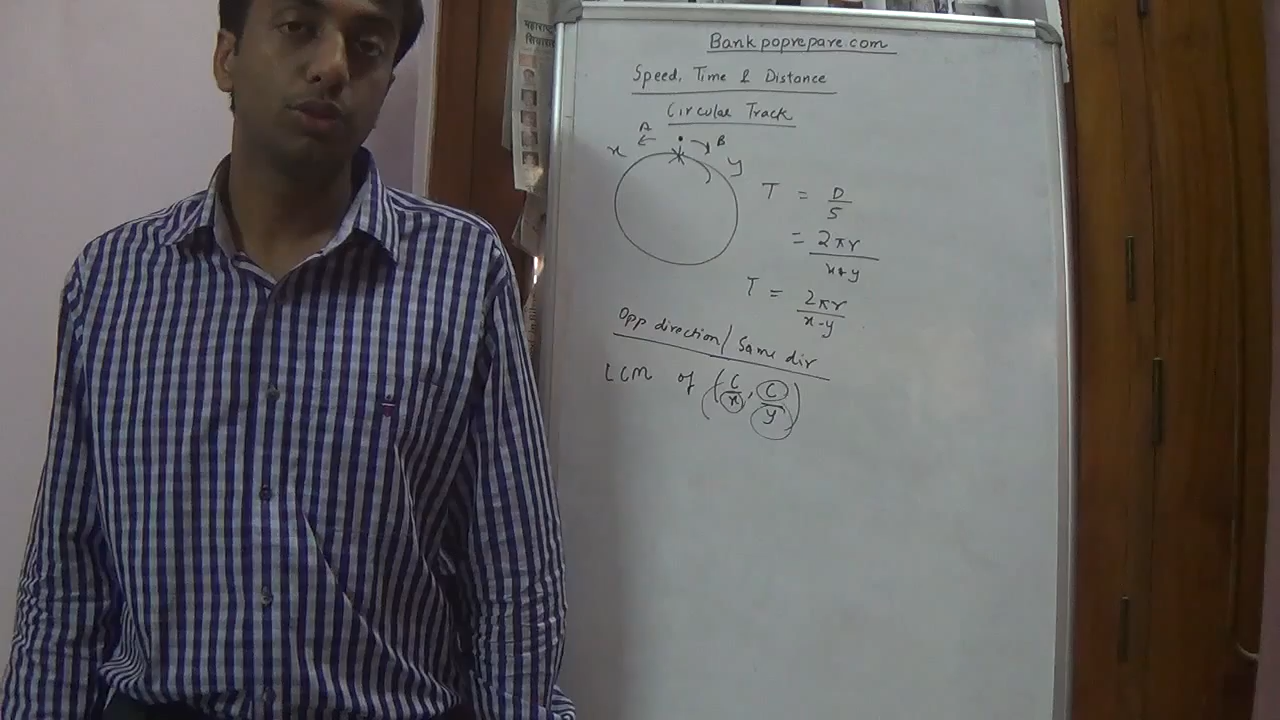 Bankpoprepare.com
Speed, Time & Distance
Circular Track
A B
x y
T = D/S
= 2πr/x+y
T = 2πr/x-y
Opp direction/Same dir
LCM of (C/x, C/y)